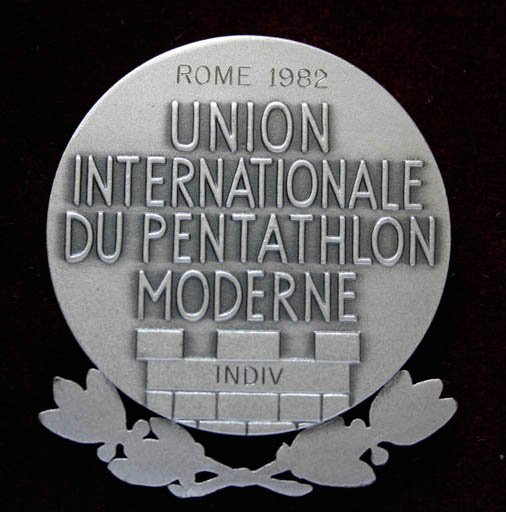 ROME 1982
UNION
INTERNATIONALE
DU PENTATHLON
MODERNE
INDIV